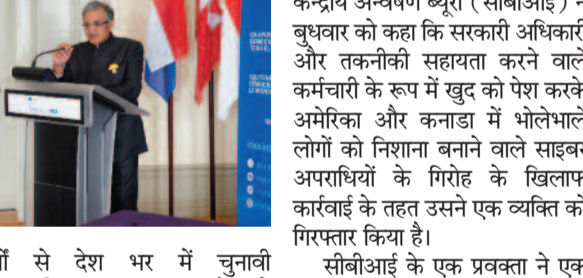 केन्द्रीय अन्वेषण ब्यूरो (सीबीआई) ने
बुधवार को कहा कि सरकारी अधिकारी
और तकनीकी सहायता करने वाले
कर्मचारी के रूप में खुद को पेश करके
अमेरिका और कनाडा में भोलेभाले
लोगों को निशाना बनाने वाले साइबर
अपराधियों के गिरोह के खिलाफ
कार्रवाई के तहत उसने एक व्यक्ति को
गिरफ्तार किया है।
सीबीआई के एक प्रवक्ता ने एक
से देश भर में चुनावी